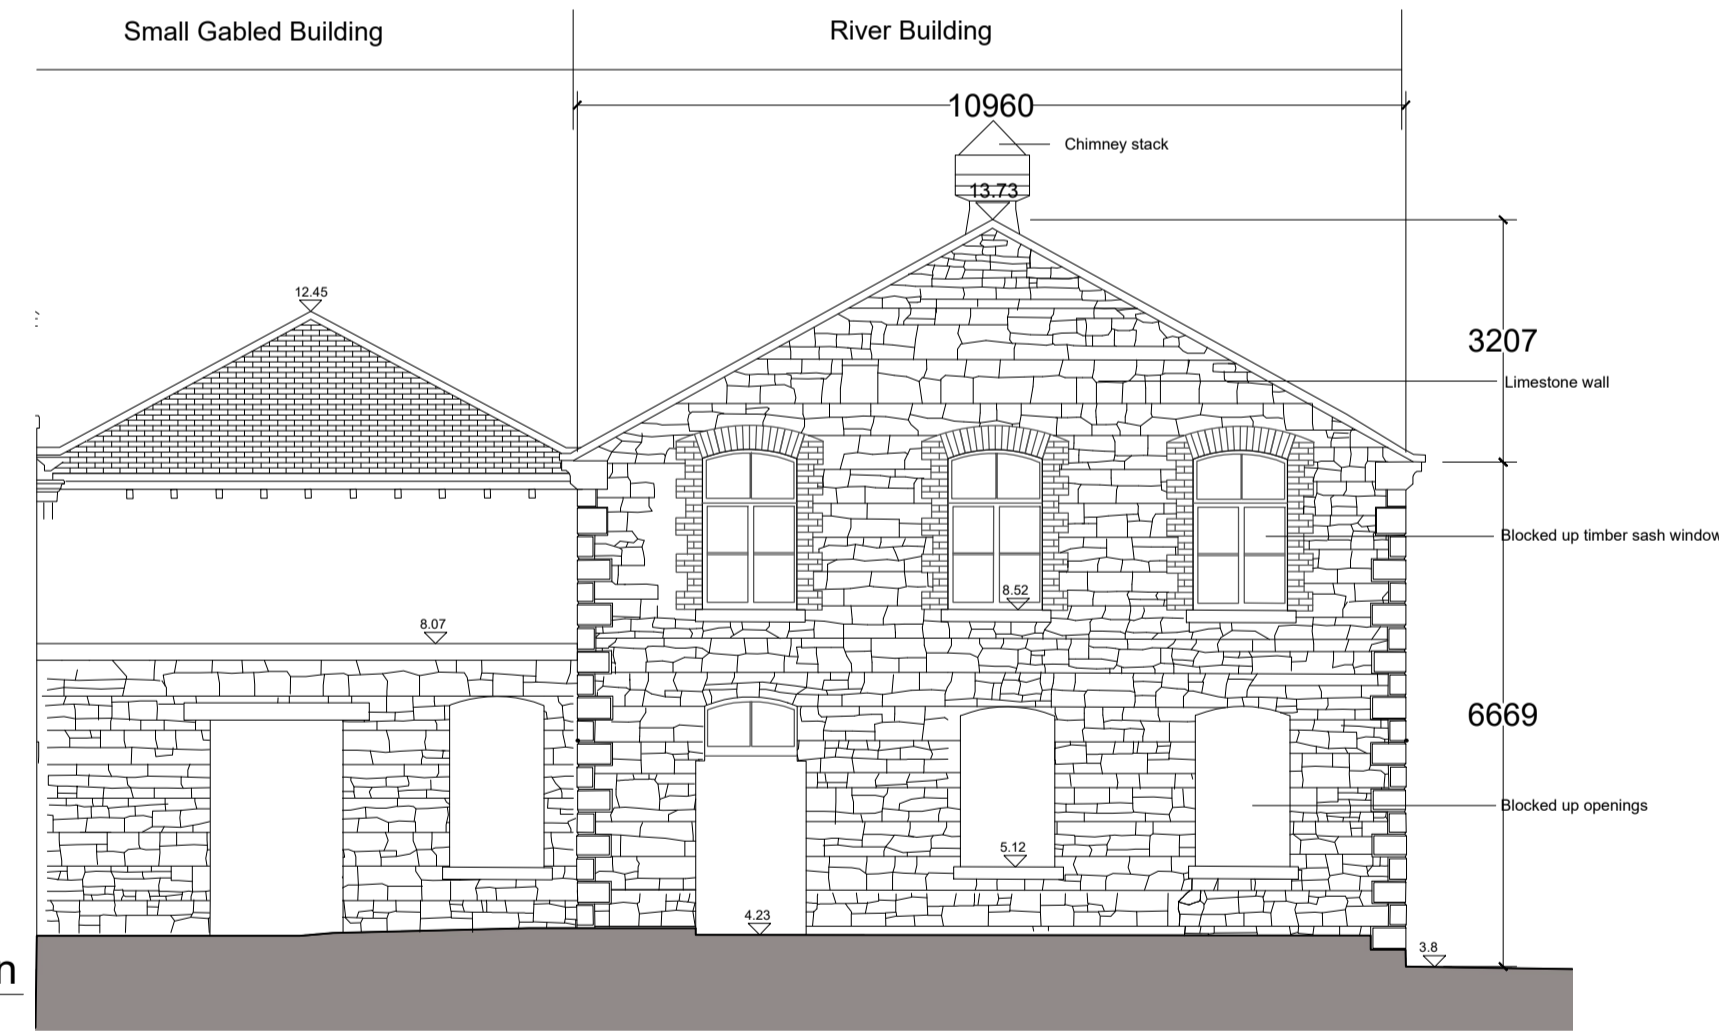 Small Gabled Building
River Building
10960
Chimney stack
13.73
12.45
3207
Limestone wall
Blocked up timber sash window
8.52
8.07
6669
Blocked up openings
5.12
4.23
3.8
n